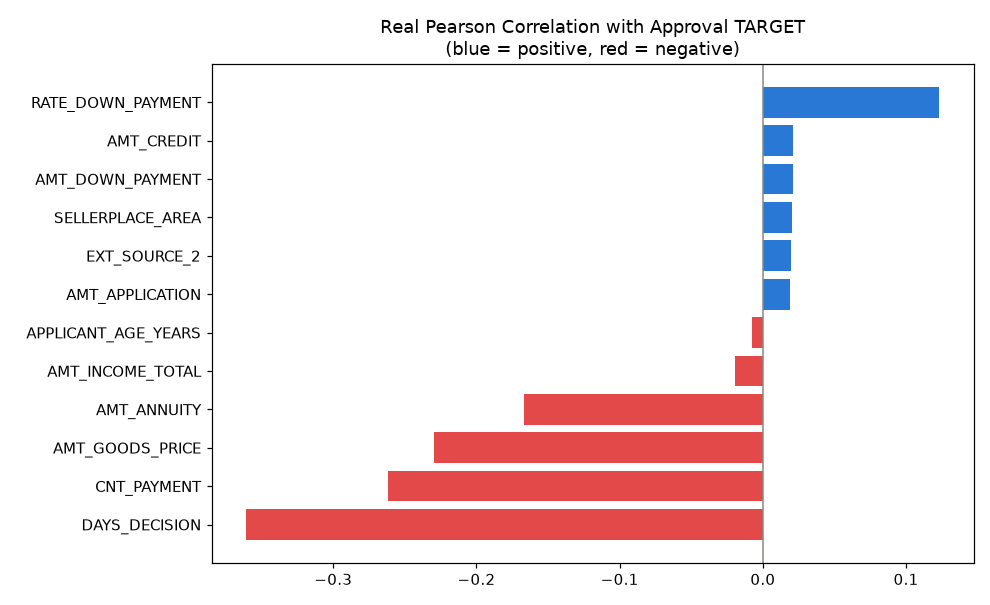 Real Pearson Correlation with Approval TARGET
(blue = positive, red = negative)
RATE_DOWN_PAYMENT
AMT_CREDIT
AMT_DOWN_PAYMENT
SELLERPLACE_AREA
EXT_SOURCE_2
AMT_APPLICATION
APPLICANT_AGE_YEARS
AMT_INCOME_TOTAL
AMT_ANNUITY
AMT_GOODS_PRICE
CNT_PAYMENT
DAYS_DECISION
−0.3 −0.2 −0.1 0.0 0.1